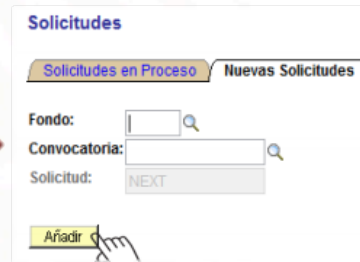 Solicitudes
Solicitudes en Proceso Nuevas Solicitudes
Fondo:
Convocatoria:
Solicitud: NEXT
Añadir